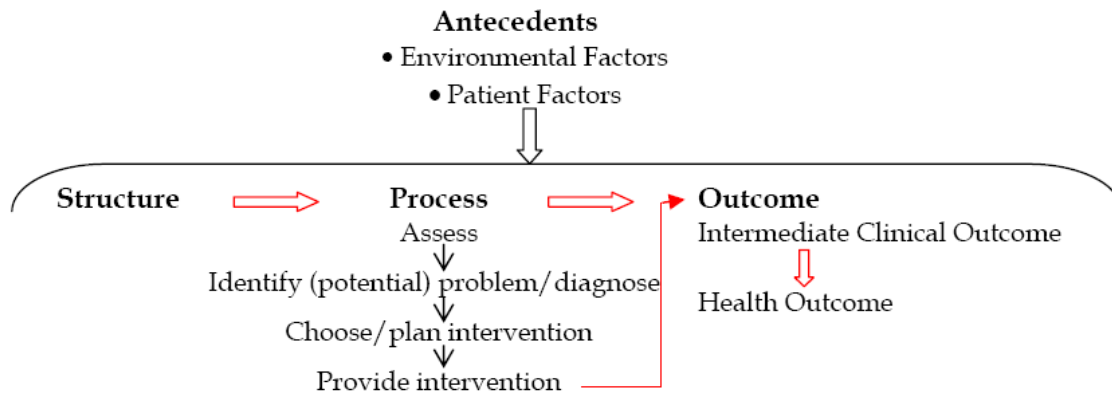 Antecedents
• Environmental Factors
• Patient Factors
Structure
Process
Assess
Identify (potential) problem/diagnose
Choose/plan intervention
Provide intervention
Outcome
Intermediate Clinical Outcome
Health Outcome